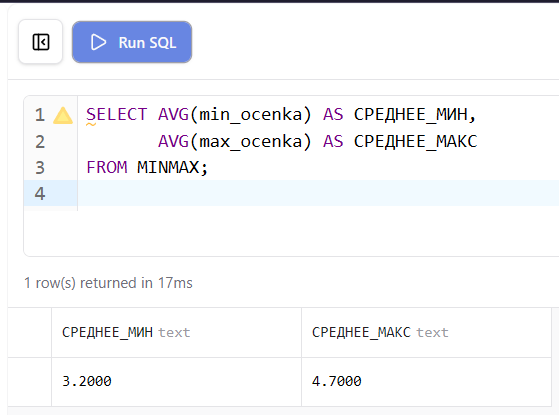 Run SQL
1 SELECT AVG(min_ocenka) AS СРЕДНЕЕ_МИН,
2 AVG(max_ocenka) AS СРЕДНЕЕ_МАКС
3 FROM MINMAX;
4
1 row(s) returned in 17ms
СРЕДНЕЕ_МИН text СРЕДНЕЕ_МАКС text
3.2000 4.7000